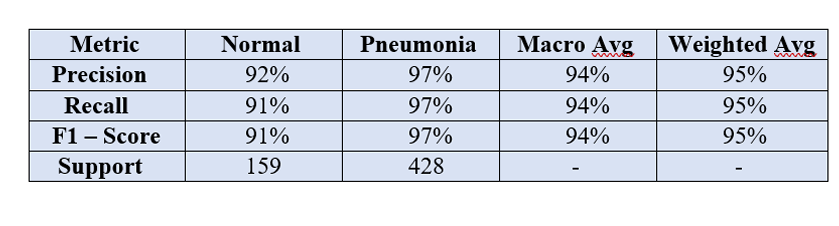 Metric Normal Pneumonia Macro Avg Weighted Avg
Precision 92% 97% 94% 95%
Recall 91% 97% 94% 95%
F1 – Score 91% 97% 94% 95%
Support 159 428 - -